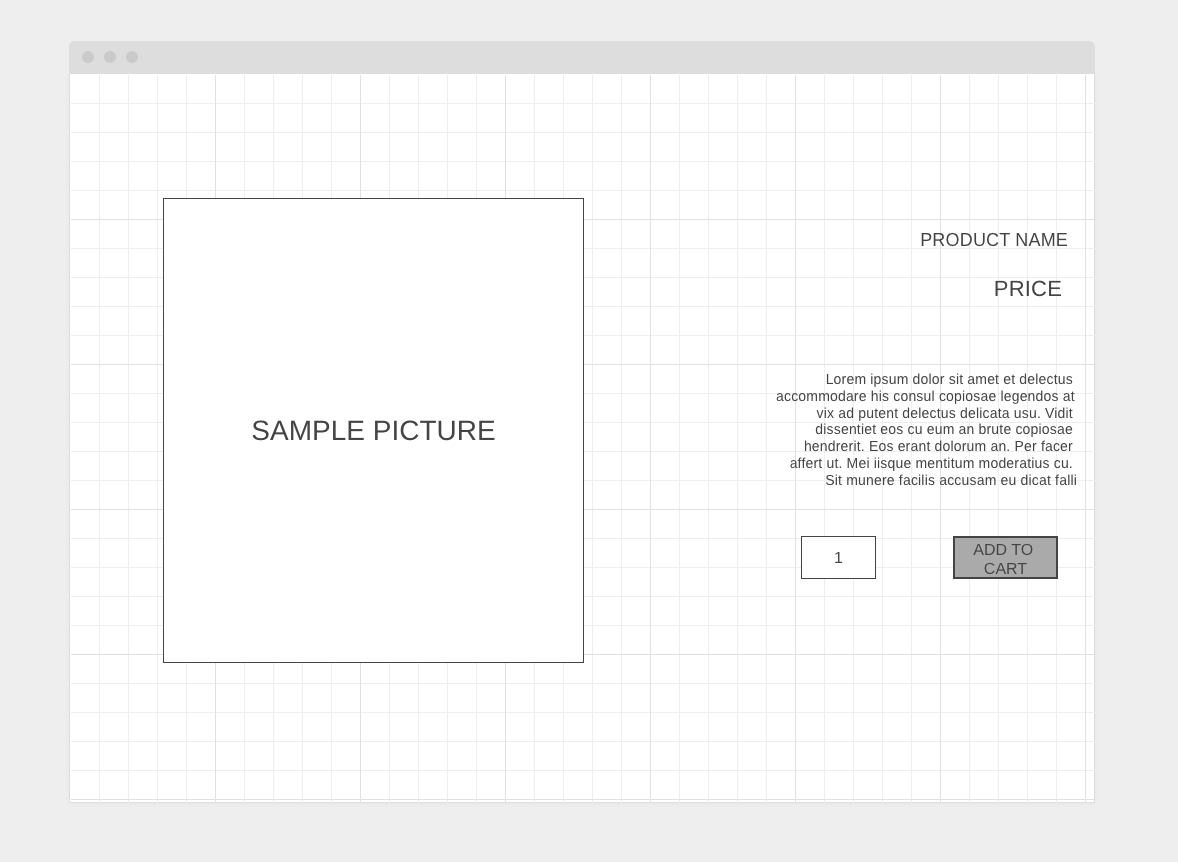 PRODUCT NAME
PRICE
SAMPLE PICTURE
Lorem ipsum dolor sit amet et delectus
accommodare his consul copiosae legendos at
vix ad putent delectus delicata usu. Vidit
dissentiet eos cu eum an brute copiosae
hendrerit. Eos erant dolorum an. Per facer
affert ut. Mei iisque mentitum moderatius cu.
Sit munere facilis accusam eu dicat falli
1
ADD TO
CART